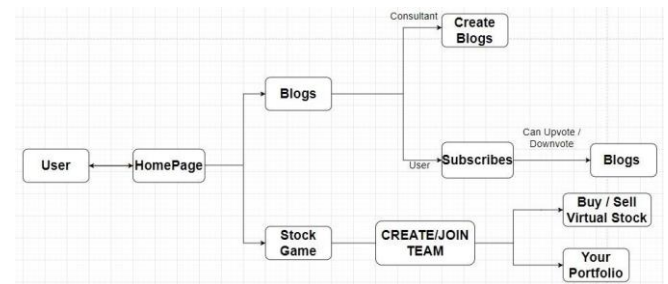 Consultant
Create
Blogs
Blogs
Can Upvote /
Downvote
User
HomePage
User
Subscribes
Blogs
Stock
Game
CREATE/JOIN
TEAM
Buy / Sell
Virtual Stock
Your
Portfolio